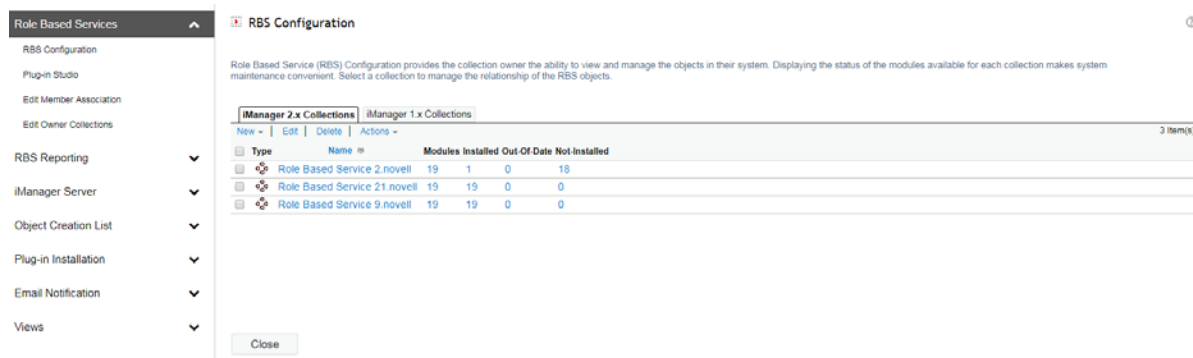 Role Based Services
RBS Configuration
Plug-in Studio
Edit Member Association
Edit Owner Collections
RBS Reporting
iManager Server
Object Creation List
Plug-in Installation
Email Notification
Views
RBS Configuration
Role Based Service (RBS) Configuration provides the collection owner the ability to view and manage the objects in their system. Displaying the status of the modules available for each collection makes system
maintenance convenient. Select a collection to manage the relationship of the RBS objects.
iManager 2.x Collections iManager 1.x Collections
New Edit Delete Actions 3 Item(s)
Type Name Modules Installed Out-Of-Date Not-Installed
Role Based Service 2.novell 19 1 0 18
Role Based Service 21.novell 19 19 0 0
Role Based Service 9.novell 19 19 0 0
Close